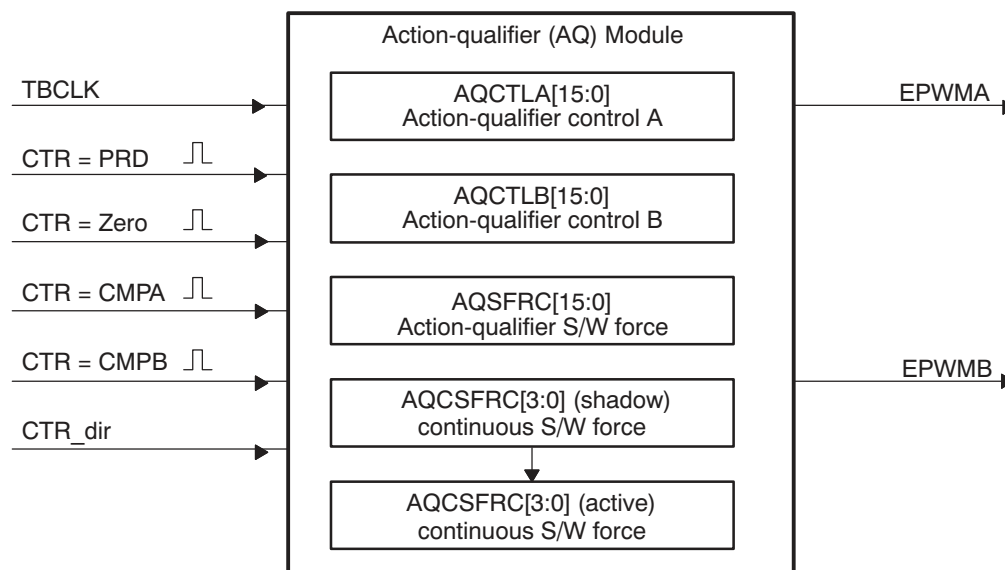 Action-qualifier (AQ) Module
TBCLK
CTR = PRD
CTR = Zero
CTR = CMPA
CTR = CMPB
CTR_dir
AQCTLA[15:0]
Action-qualifier control A
AQCTLB[15:0]
Action-qualifier control B
AQSFRC[15:0]
Action-qualifier S/W force
AQCSFRC[3:0] (shadow)
continuous S/W force
AQCSFRC[3:0] (active)
continuous S/W force
EPWMA
EPWMB